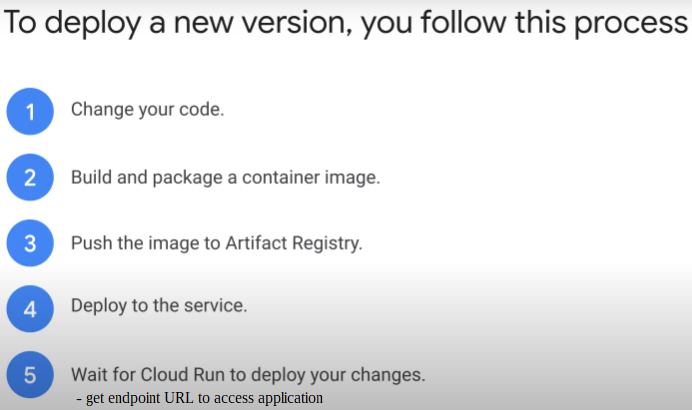 To deploy a new version, you follow this process
1 Change your code.
2 Build and package a container image.
3 Push the image to Artifact Registry.
4 Deploy to the service.
5 Wait for Cloud Run to deploy your changes.
- get endpoint URL to access application